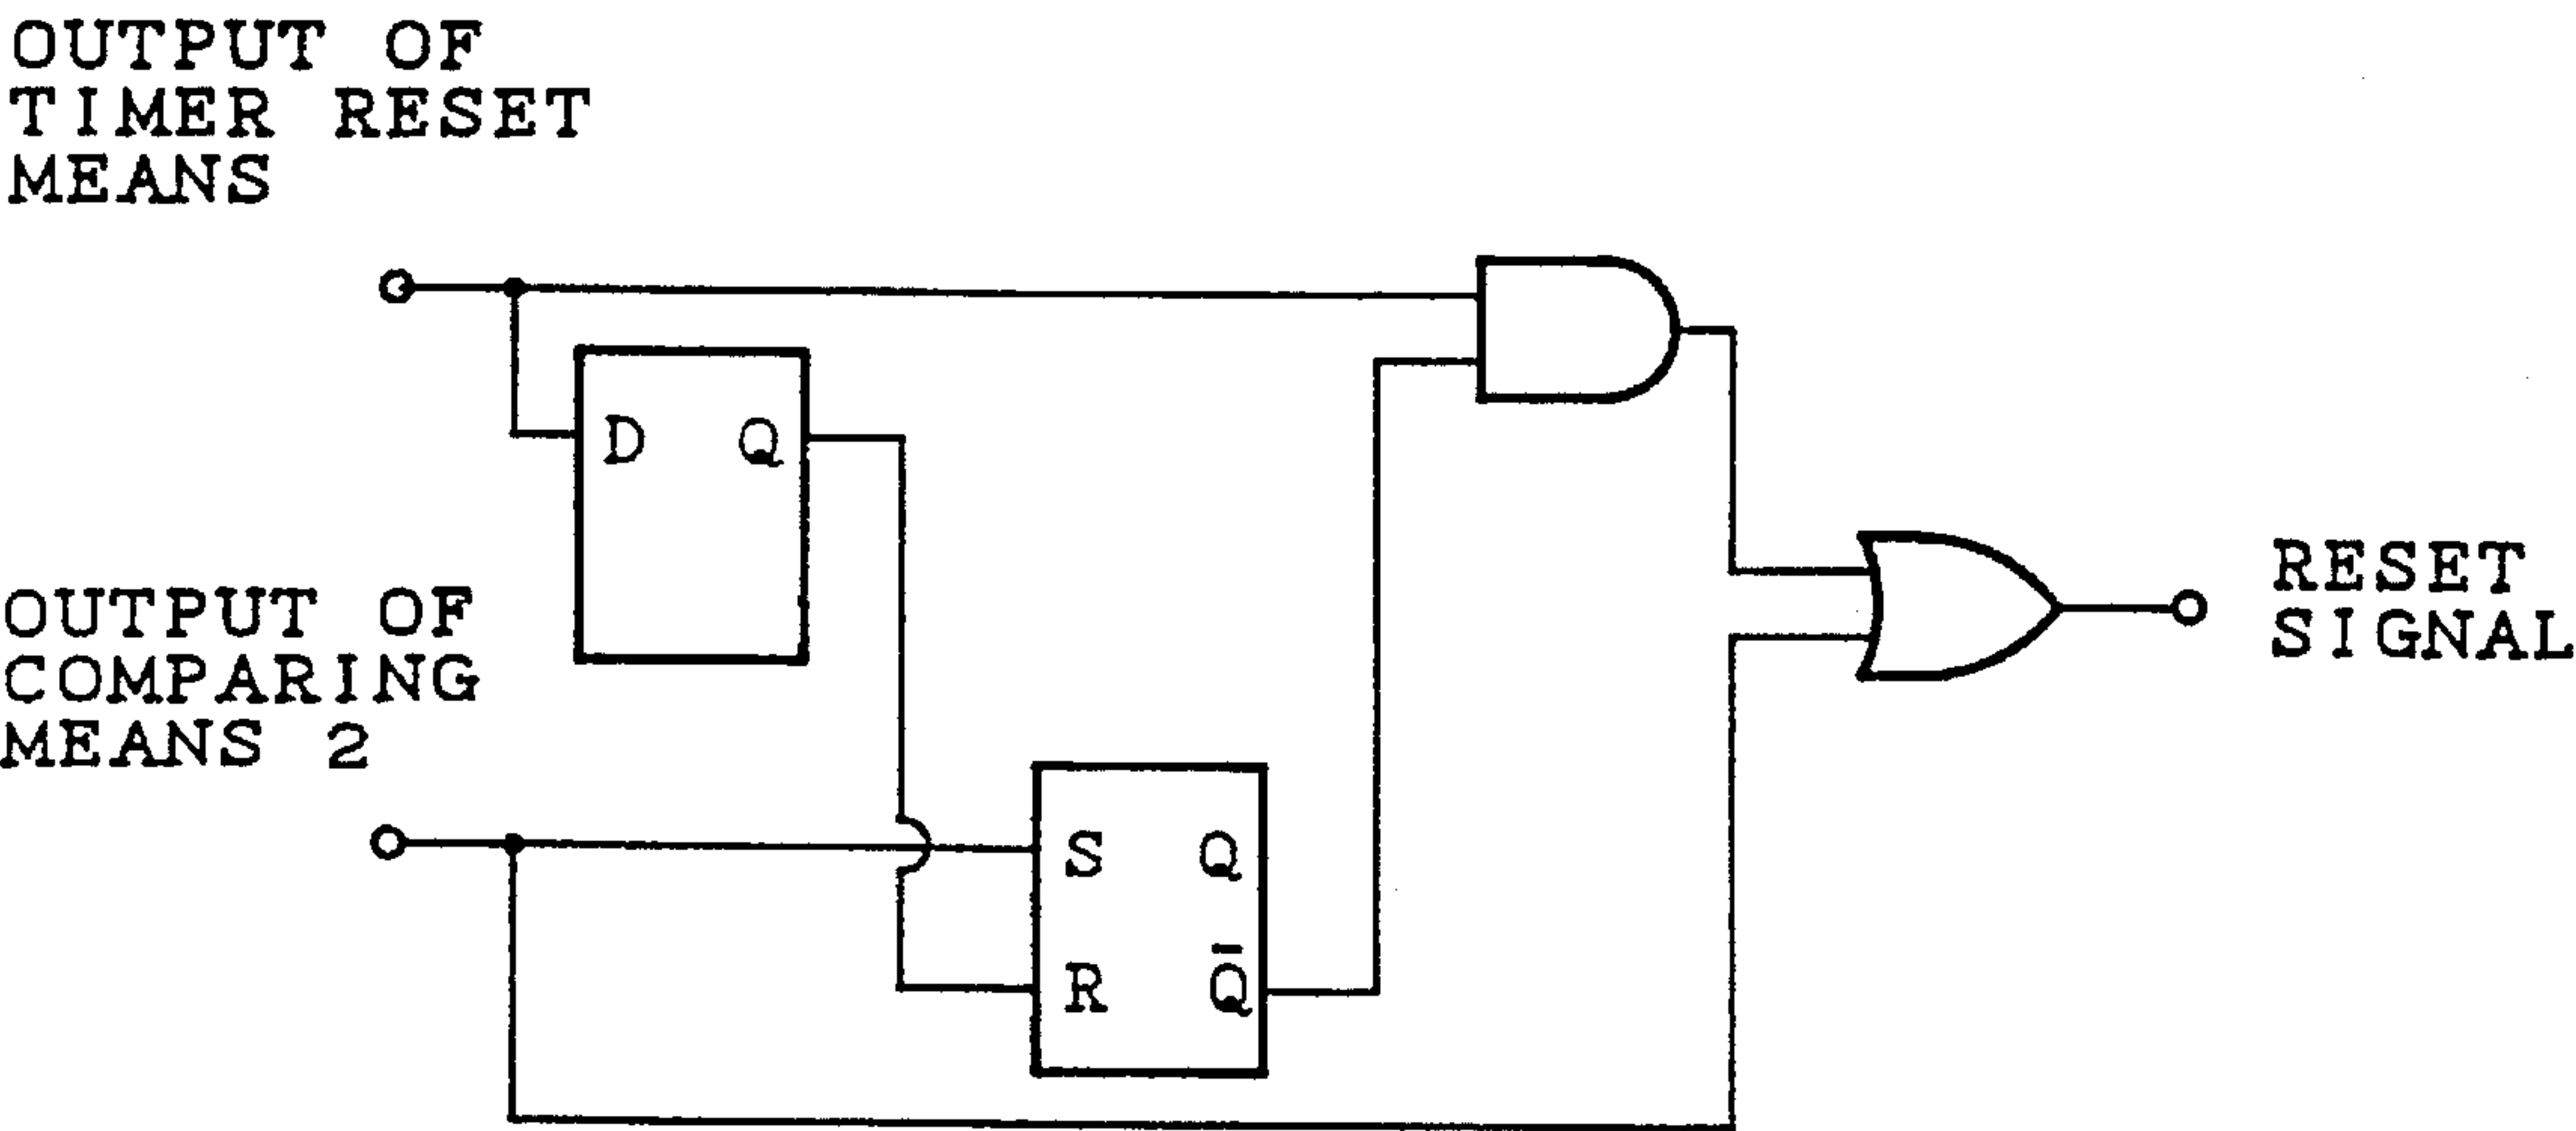 OUTPUT OF
TIMER RESET
MEANS
D Q
OUTPUT OF
COMPARING
MEANS 2
RESET
SIGNAL
S Q
R Q̅